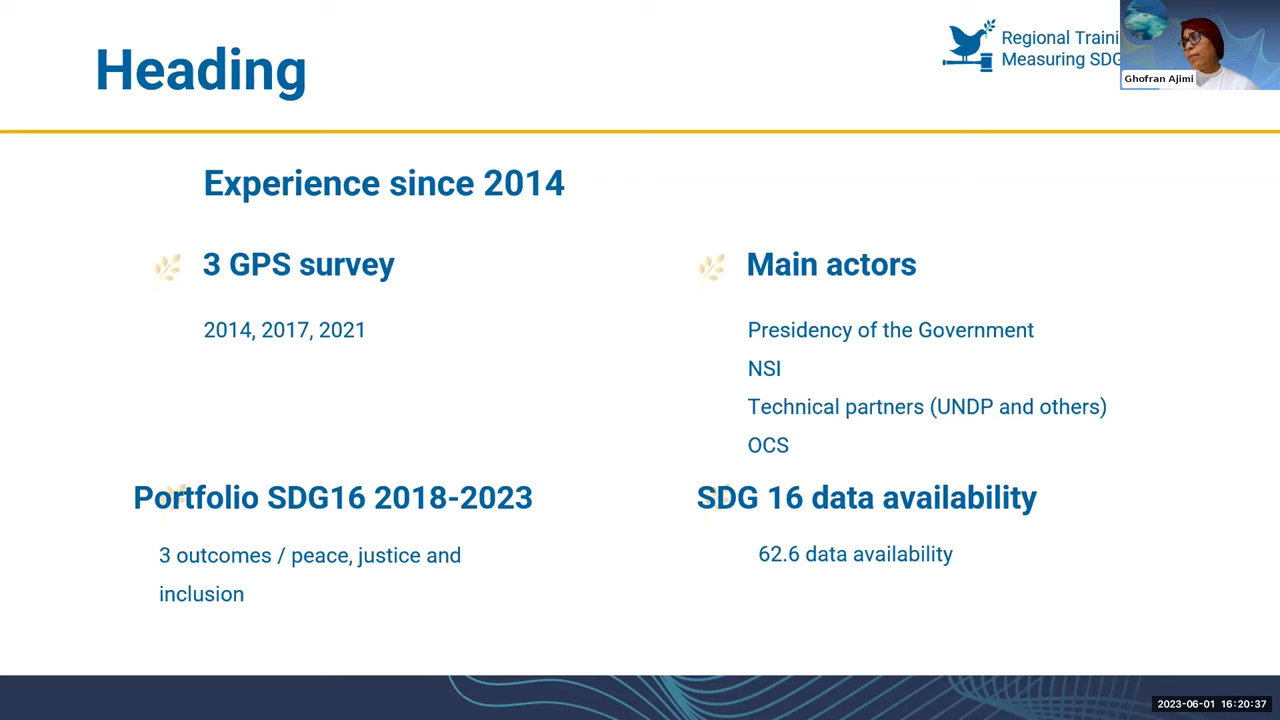 Heading
Regional Traini
Measuring SDG
Ghofran Ajimi
Experience since 2014
3 GPS survey
2014, 2017, 2021
Main actors
Presidency of the Government
NSI
Technical partners (UNDP and others)
OCS
Portfolio SDG16 2018-2023
3 outcomes / peace, justice and
inclusion
SDG 16 data availability
62.6 data availability
2023-06-01 16:20:37